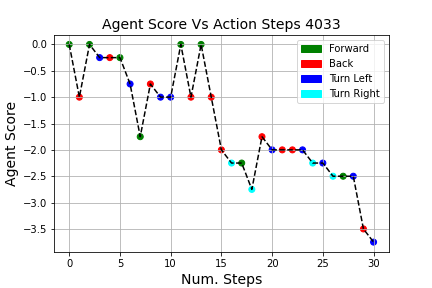 Agent Score Vs Action Steps 4033
Agent Score
0.0
−0.5
−1.0
−1.5
−2.0
−2.5
−3.0
−3.5
Forward
Back
Turn Left
Turn Right
0 5 10 15 20 25 30
Num. Steps